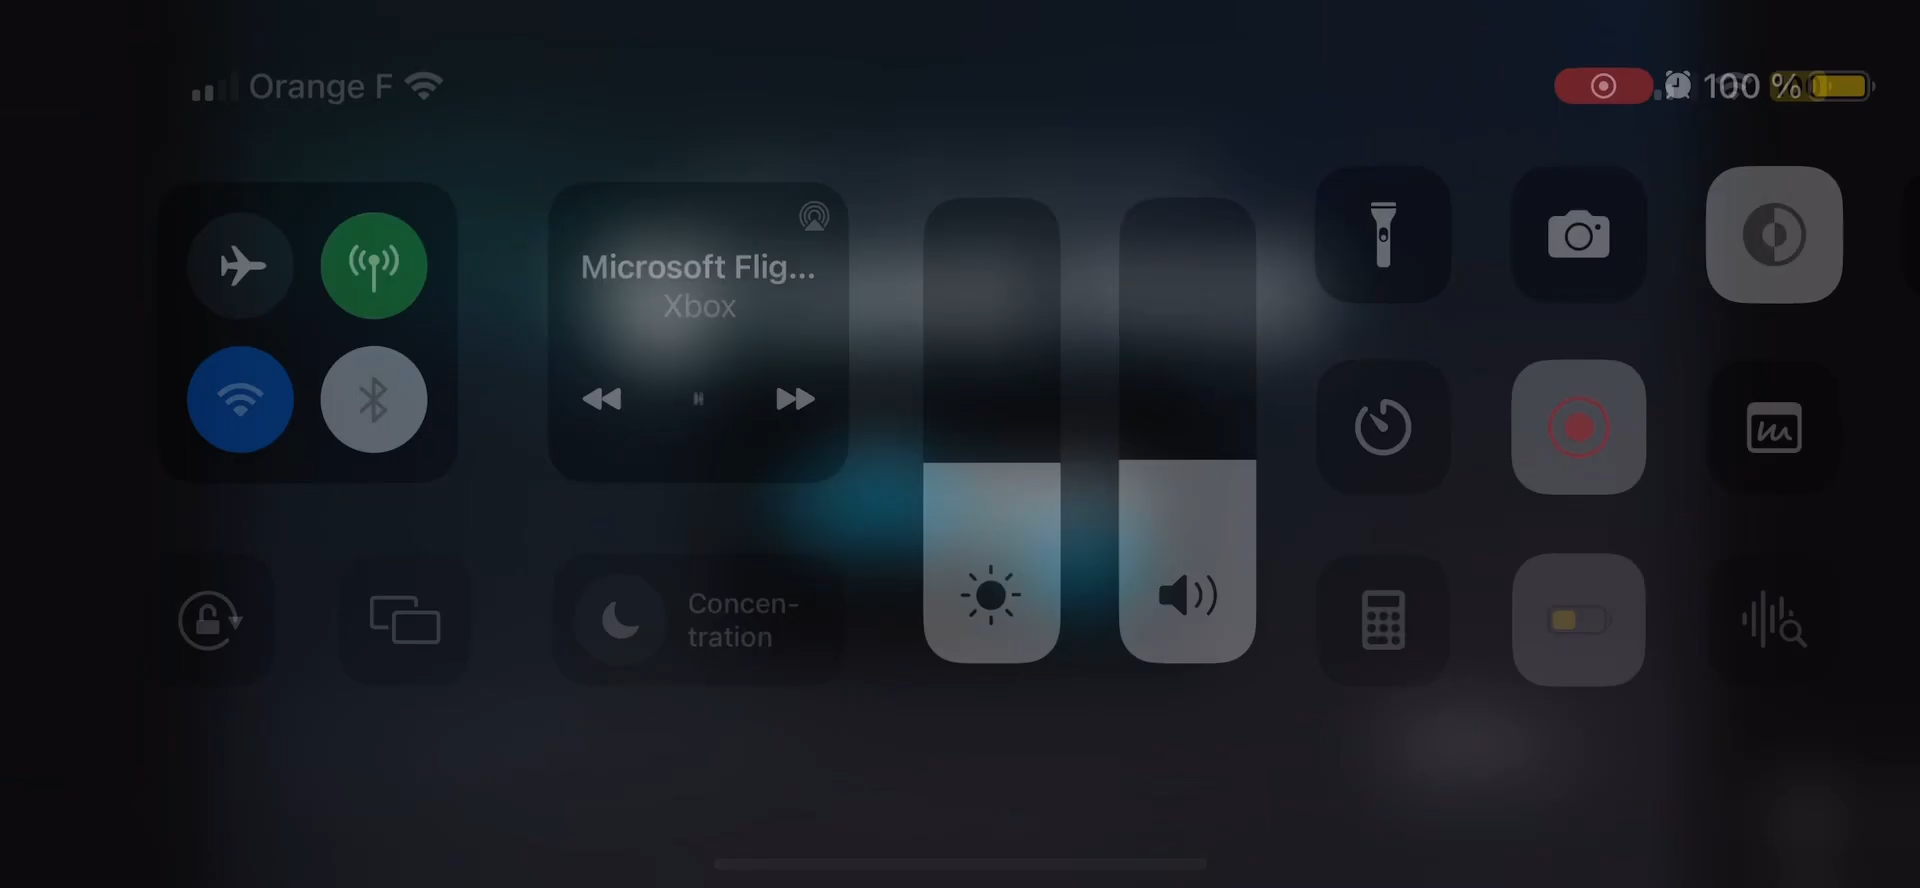 Orange F
100 %
Microsoft Flig...
Xbox
Concen-
tration